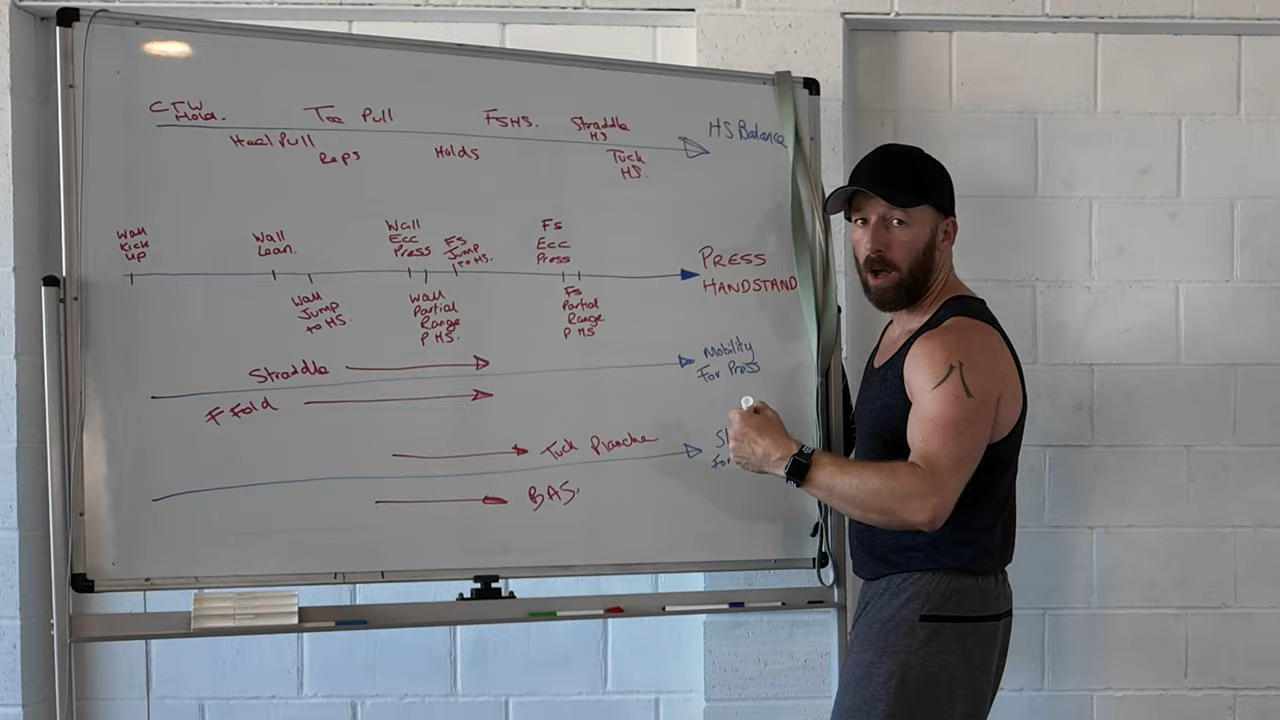 CTW
Hold.
Heel Pull
Toe Pull
Reps
FSHS.
Holds
Straddle
HS
Tuck
HS.
HS Balance
Wall
Kick
up
Wall
Lean.
Wall
Jump
to HS.
Wall
Ecc
Press
Wall
Partial
Range
P HS.
FS
Jump
to HS.
Fs
Ecc
Press
Fs
Partial
Range
P HS
PRESS
HANDSTAND
Straddle
F Fold
Mobility
For Press
Tuck Planche
BAS.